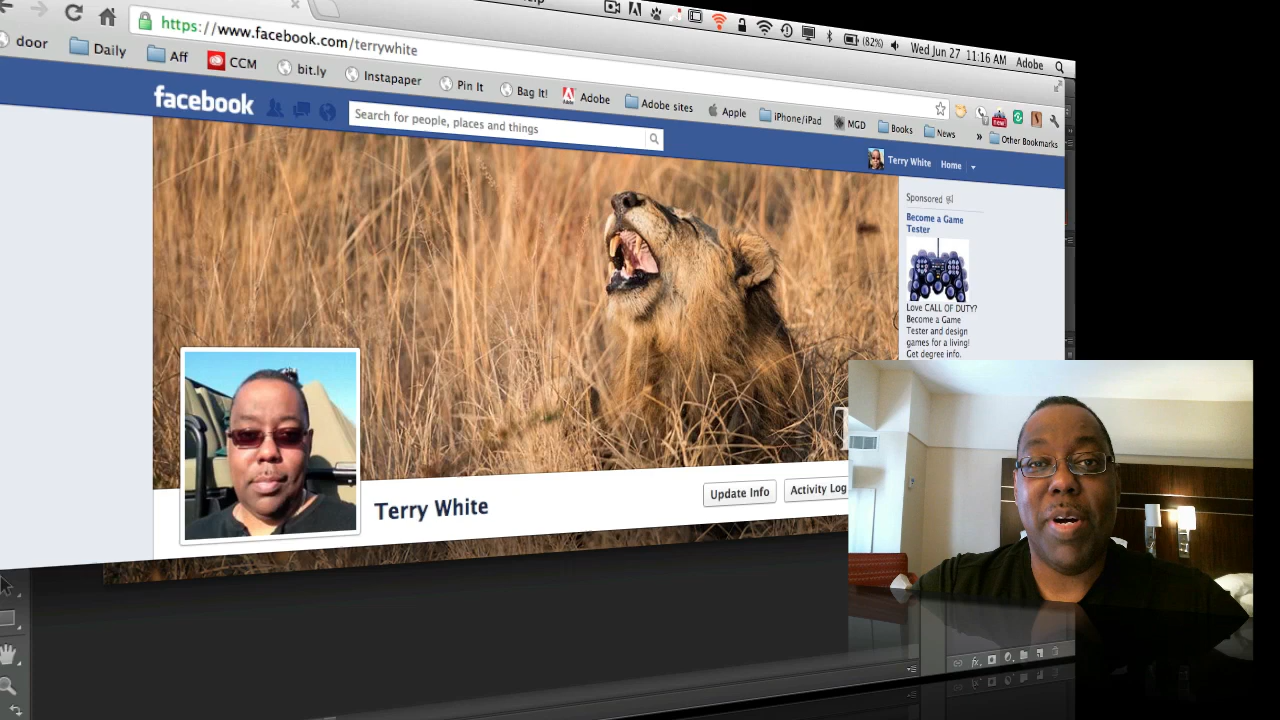 (82%) Wed Jun 27 11:16 AM Adobe
https://www.facebook.com/terrywhite
door Daily Aff CCM bit.ly Instapaper Pin It Bag It! Adobe Adobe sites Apple iPhone/iPad MGD Books News » Other Bookmarks
new
facebook
Search for people, places and things
Terry White Home
Sponsored
Become a Game
Tester
Love CALL OF DUTY?
Become a Game
Tester and design
games for a living!
Get degree info.
Terry White
Update Info
Activity Log
fx